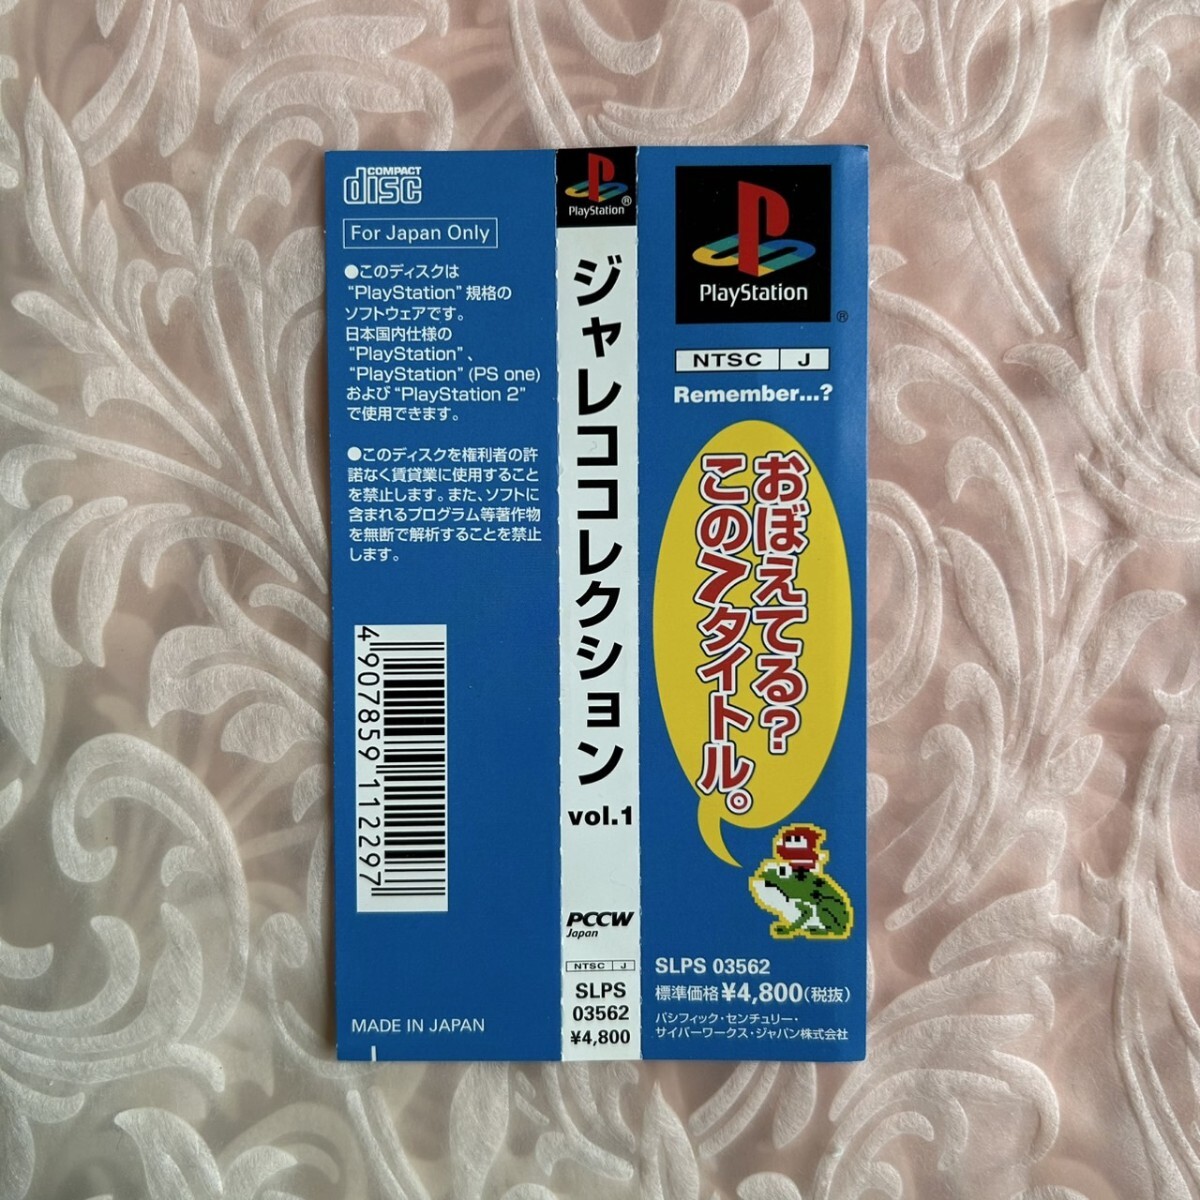 COMPACT
disc
For Japan Only
●このディスクは
“PlayStation”規格の
ソフトウェアです。
日本国内仕様の
“PlayStation”、
“PlayStation”(PS one)
および“PlayStation 2”
で使用できます。
●このディスクを権利者の許
諾なく賃貸業に使用すること
を禁止します。また、ソフトに
含まれるプログラム等著作物
を無断で解析することを禁止
します。
4907859112297
MADE IN JAPAN
PlayStation
®
ジャレココレクション
vol.1
PCCW
Japan
NTSC J
SLPS
03562
¥4,800
PlayStation
®
NTSC J
Remember...?
おぼえてる?
この7タイトル。
SLPS 03562
標準価格¥4,800(税抜)
パシフィック・センチュリー・
サイバーワークス・ジャパン株式会社